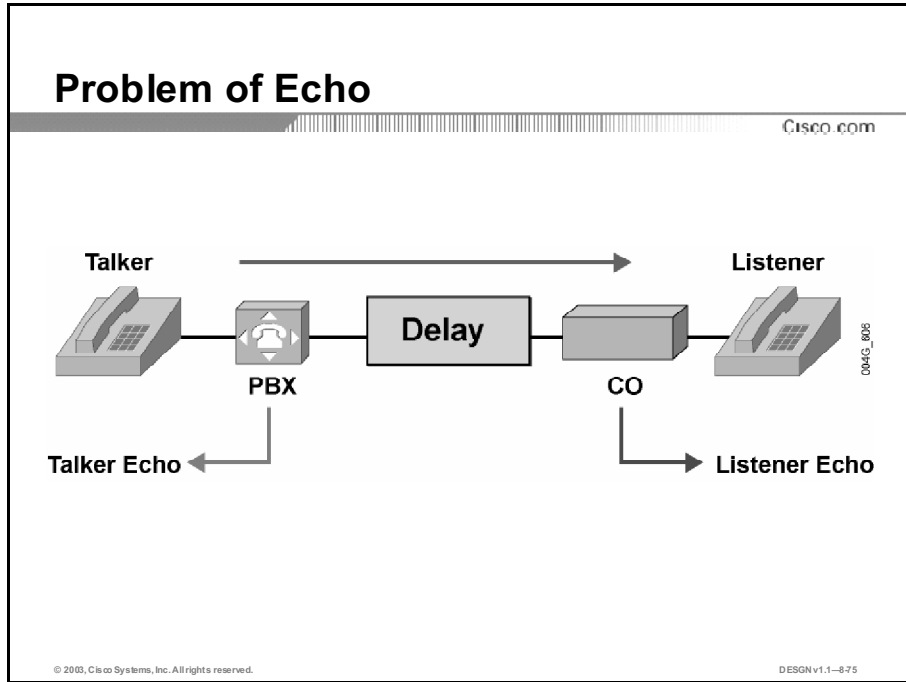 Problem of Echo
Cisco.com
Talker
Listener
Delay
PBX
CO
004G_606
Talker Echo
Listener Echo
© 2003, Cisco Systems, Inc. All rights reserved.
DESGN v1.1—8-75